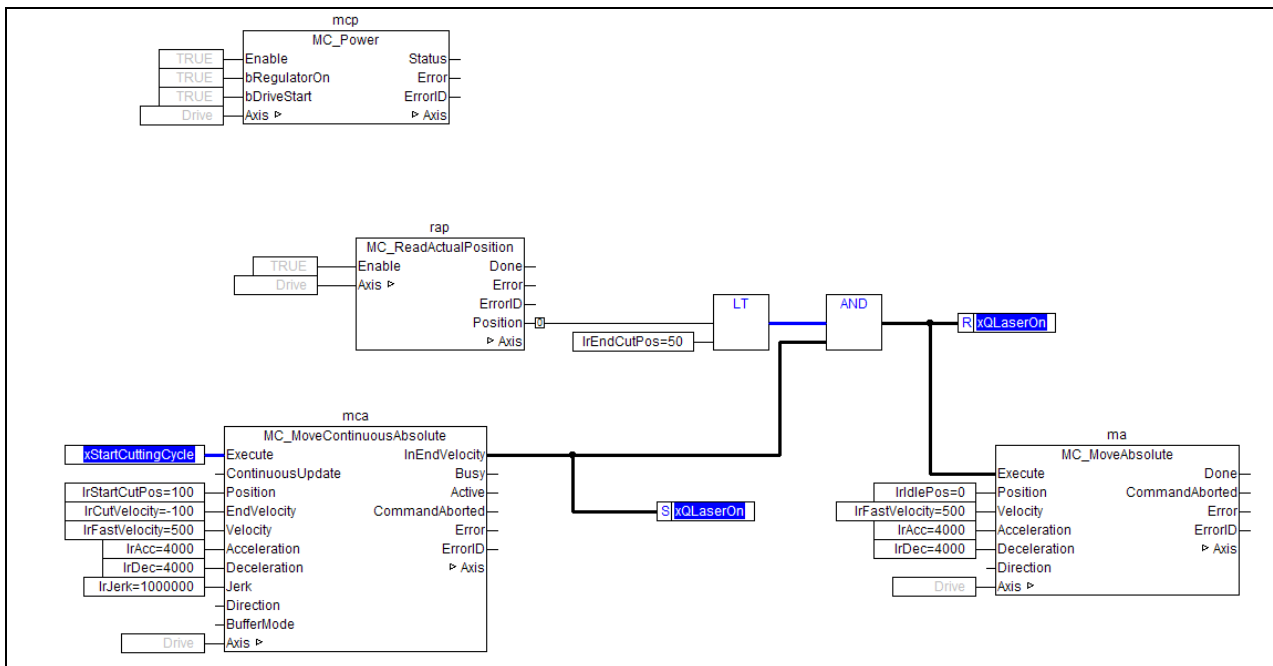 mcp
MC_Power
TRUE Enable Status
TRUE bRegulatorOn Error
TRUE bDriveStart ErrorID
Drive Axis Axis
rap
MC_ReadActualPosition
TRUE Enable Done
Drive Axis Error
ErrorID
Position 0
Axis
LT
lrEndCutPos=50
AND
R xQLaserOn
mca
MC_MoveContinuousAbsolute
xStartCuttingCycle Execute InEndVelocity
ContinuousUpdate Busy
lrStartCutPos=100 Position Active
lrCutVelocity=-100 EndVelocity CommandAborted
lrFastVelocity=500 Velocity Error
lrAcc=4000 Acceleration ErrorID
lrDec=4000 Deceleration Axis
lrJerk=1000000 Jerk
Direction
BufferMode
Drive Axis
S xQLaserOn
ma
MC_MoveAbsolute
Execute Done
lrIdlePos=0 Position CommandAborted
lrFastVelocity=500 Velocity Error
lrAcc=4000 Acceleration ErrorID
lrDec=4000 Deceleration Axis
Direction
Drive Axis